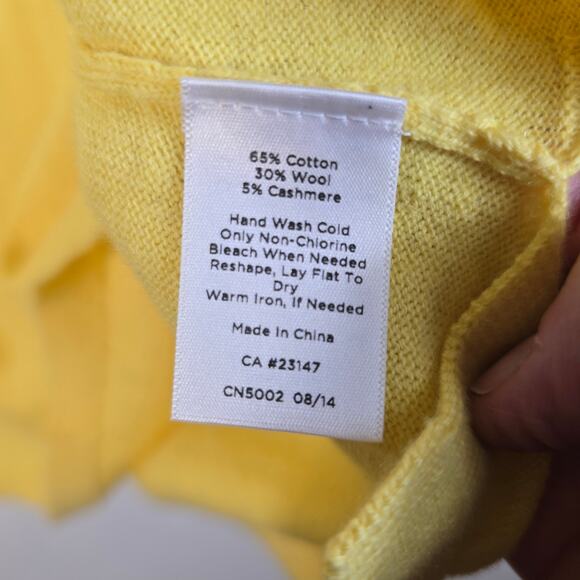 65% Cotton
30% Wool
5% Cashmere
Hand Wash Cold
Only Non-Chlorine
Bleach When Needed
Reshape, Lay Flat To
Dry
Warm Iron, If Needed
Made In China
CA #23147
CN5002 08/14